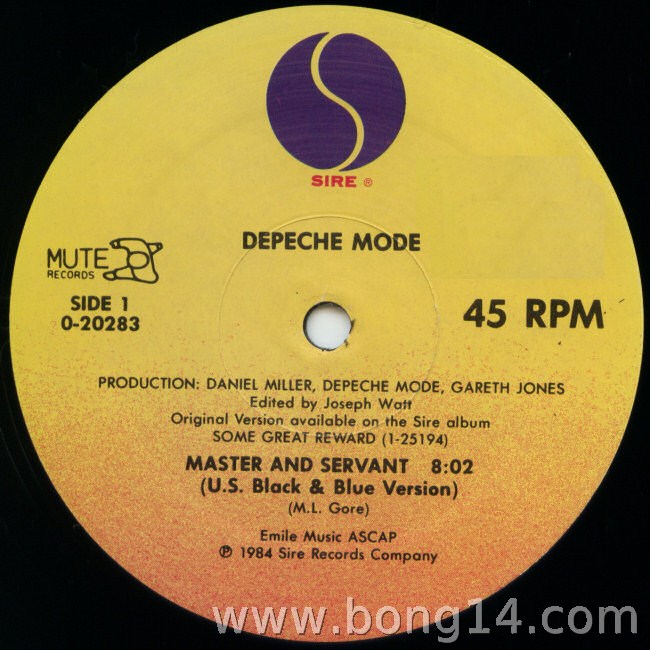 SIRE ®
DEPECHE MODE
MUTE
RECORDS
SIDE 1
0-20283
45 RPM
PRODUCTION: DANIEL MILLER, DEPECHE MODE, GARETH JONES
Edited by Joseph Watt
Original Version available on the Sire album
SOME GREAT REWARD (1-25194)
MASTER AND SERVANT 8:02
(U.S. Black & Blue Version)
(M.L. Gore)
Emile Music ASCAP
℗ 1984 Sire Records Company
www.bong14.com